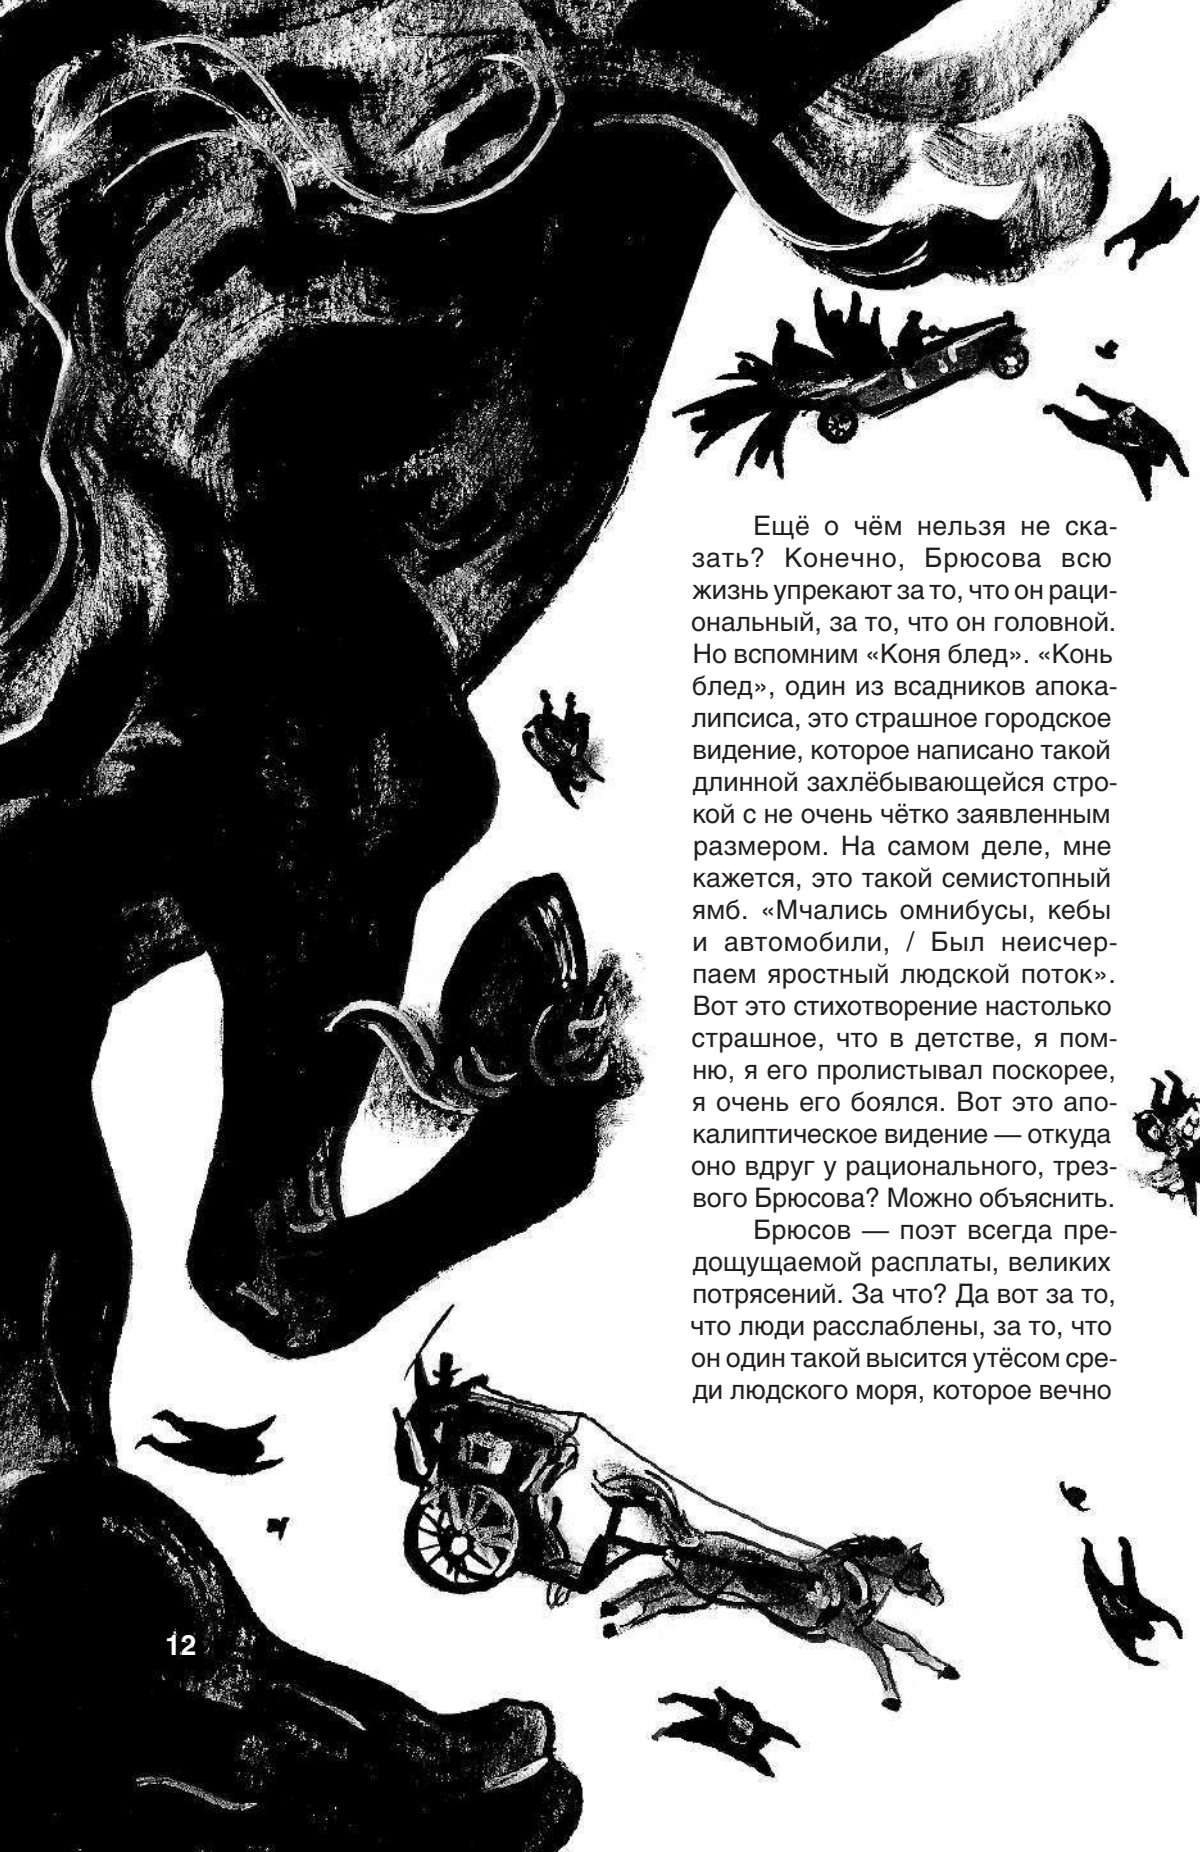 Ещё о чём нельзя не ска-
зать? Конечно, Брюсова всю
жизнь упрекают за то, что он раци-
ональный, за то, что он головной.
Но вспомним «Коня блед». «Конь
блед», один из всадников апока-
липсиса, это страшное городское
видение, которое написано такой
длинной захлёбывающейся стро-
кой с не очень чётко заявленным
размером. На самом деле, мне
кажется, это такой семистопный
ямб. «Мчались омнибусы, кебы
и автомобили, / Был неисчер-
паем яростный людской поток».
Вот это стихотворение настолько
страшное, что в детстве, я пом-
ню, я его пролистывал поскорее,
я очень его боялся. Вот это апо-
калиптическое видение — откуда
оно вдруг у рационального, трез-
вого Брюсова? Можно объяснить.
Брюсов — поэт всегда пре-
дощущаемой расплаты, великих
потрясений. За что? Да вот за то,
что люди расслаблены, за то, что
он один такой высится утёсом сре-
ди людского моря, которое вечно
12